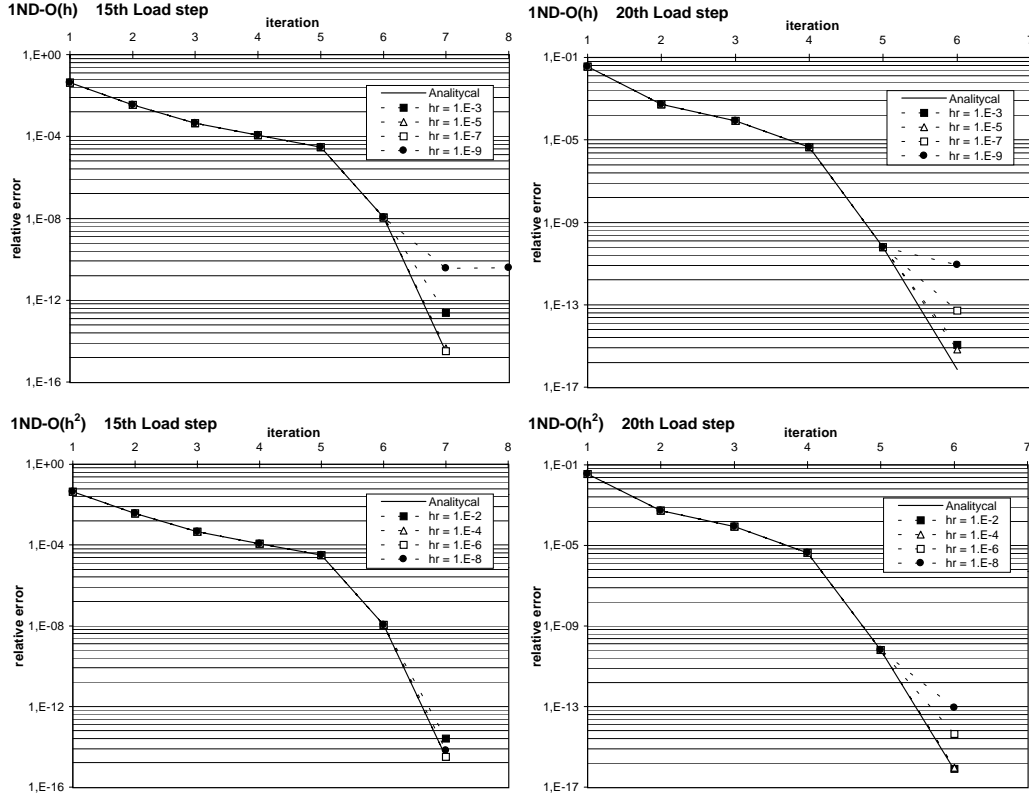 1ND-O(h) 15th Load step
iteration
1 2 3 4 5 6 7 8
1,E+00
1,E-04
1,E-08
1,E-12
1,E-16
relative error
Analitycal
hr = 1.E-3
hr = 1.E-5
hr = 1.E-7
hr = 1.E-9
1ND-O(h) 20th Load step
iteration
1 2 3 4 5 6 7
1,E-01
1,E-05
1,E-09
1,E-13
1,E-17
relative error
Analitycal
hr = 1.E-3
hr = 1.E-5
hr = 1.E-7
hr = 1.E-9
1ND-O(h²) 15th Load step
iteration
1 2 3 4 5 6 7 8
1,E+00
1,E-04
1,E-08
1,E-12
1,E-16
relative error
Analitycal
hr = 1.E-2
hr = 1.E-4
hr = 1.E-6
hr = 1.E-8
1ND-O(h²) 20th Load step
iteration
1 2 3 4 5 6 7
1,E-01
1,E-05
1,E-09
1,E-13
1,E-17
relative error
Analitycal
hr = 1.E-2
hr = 1.E-4
hr = 1.E-6
hr = 1.E-8